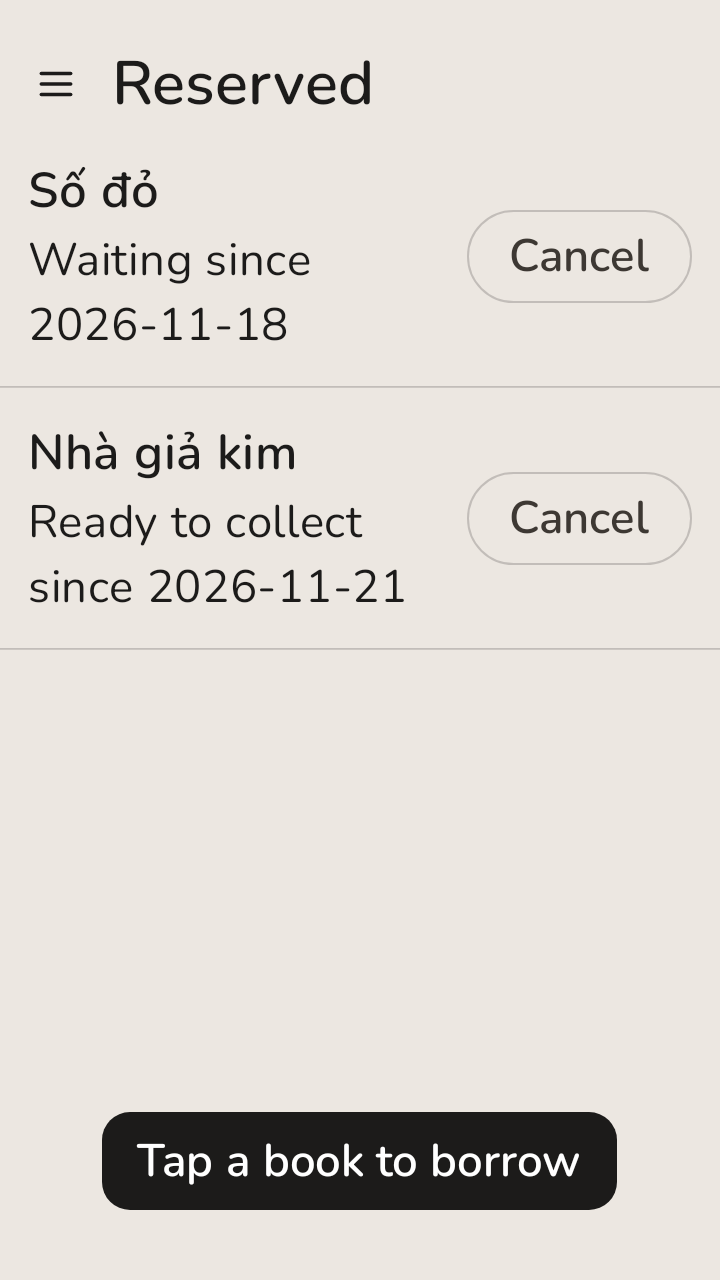 Reserved
Số đỏ
Waiting since
2026-11-18
Cancel
Nhà giả kim
Ready to collect
since 2026-11-21
Cancel
Tap a book to borrow